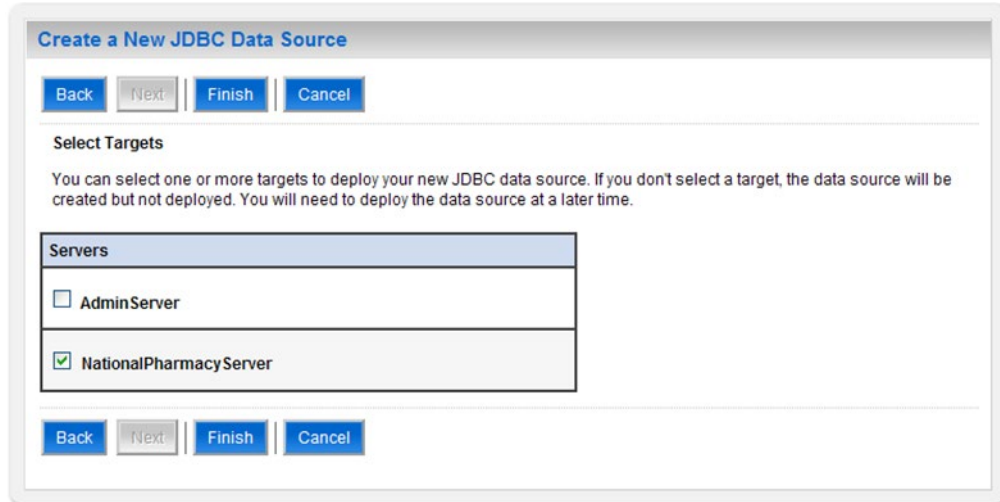 Create a New JDBC Data Source
Back Next Finish Cancel
Select Targets
You can select one or more targets to deploy your new JDBC data source. If you don't select a target, the data source will be
created but not deployed. You will need to deploy the data source at a later time.
Servers
AdminServer
NationalPharmacyServer
Back Next Finish Cancel